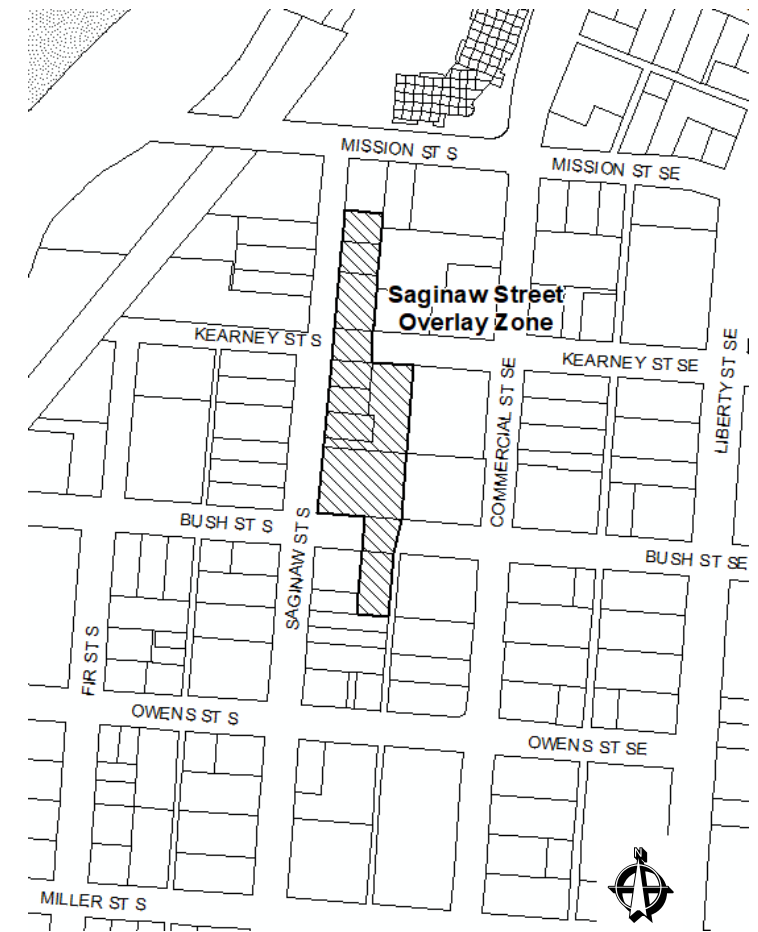 MISSION ST S
MISSION ST SE
Saginaw Street
Overlay Zone
KEARNEY ST S
KEARNEY ST SE
LIBERTY ST SE
COMMERCIAL ST SE
BUSH ST S
SAGINAW ST S
BUSH ST SE
FIR ST S
OWENS ST S
OWENS ST SE
MILLER ST S
N